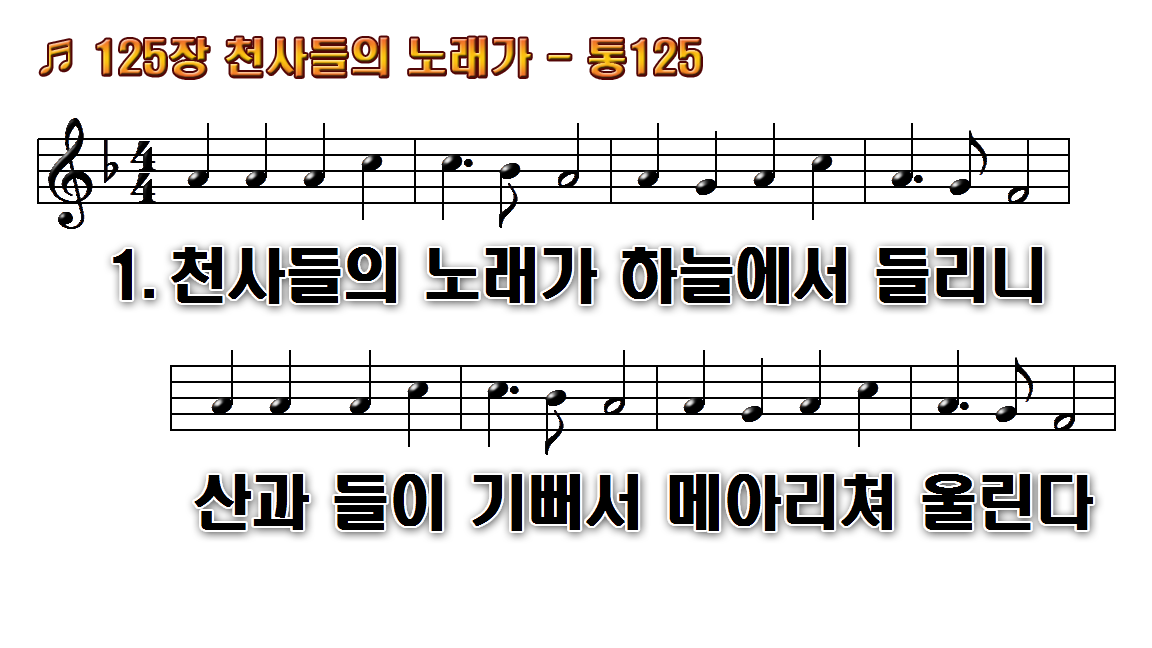 ♬ 125장 천사들의 노래가 - 통125
1. 천사들의 노래가 하늘에서 들리니
산과 들이 기뻐서 메아리쳐 울린다